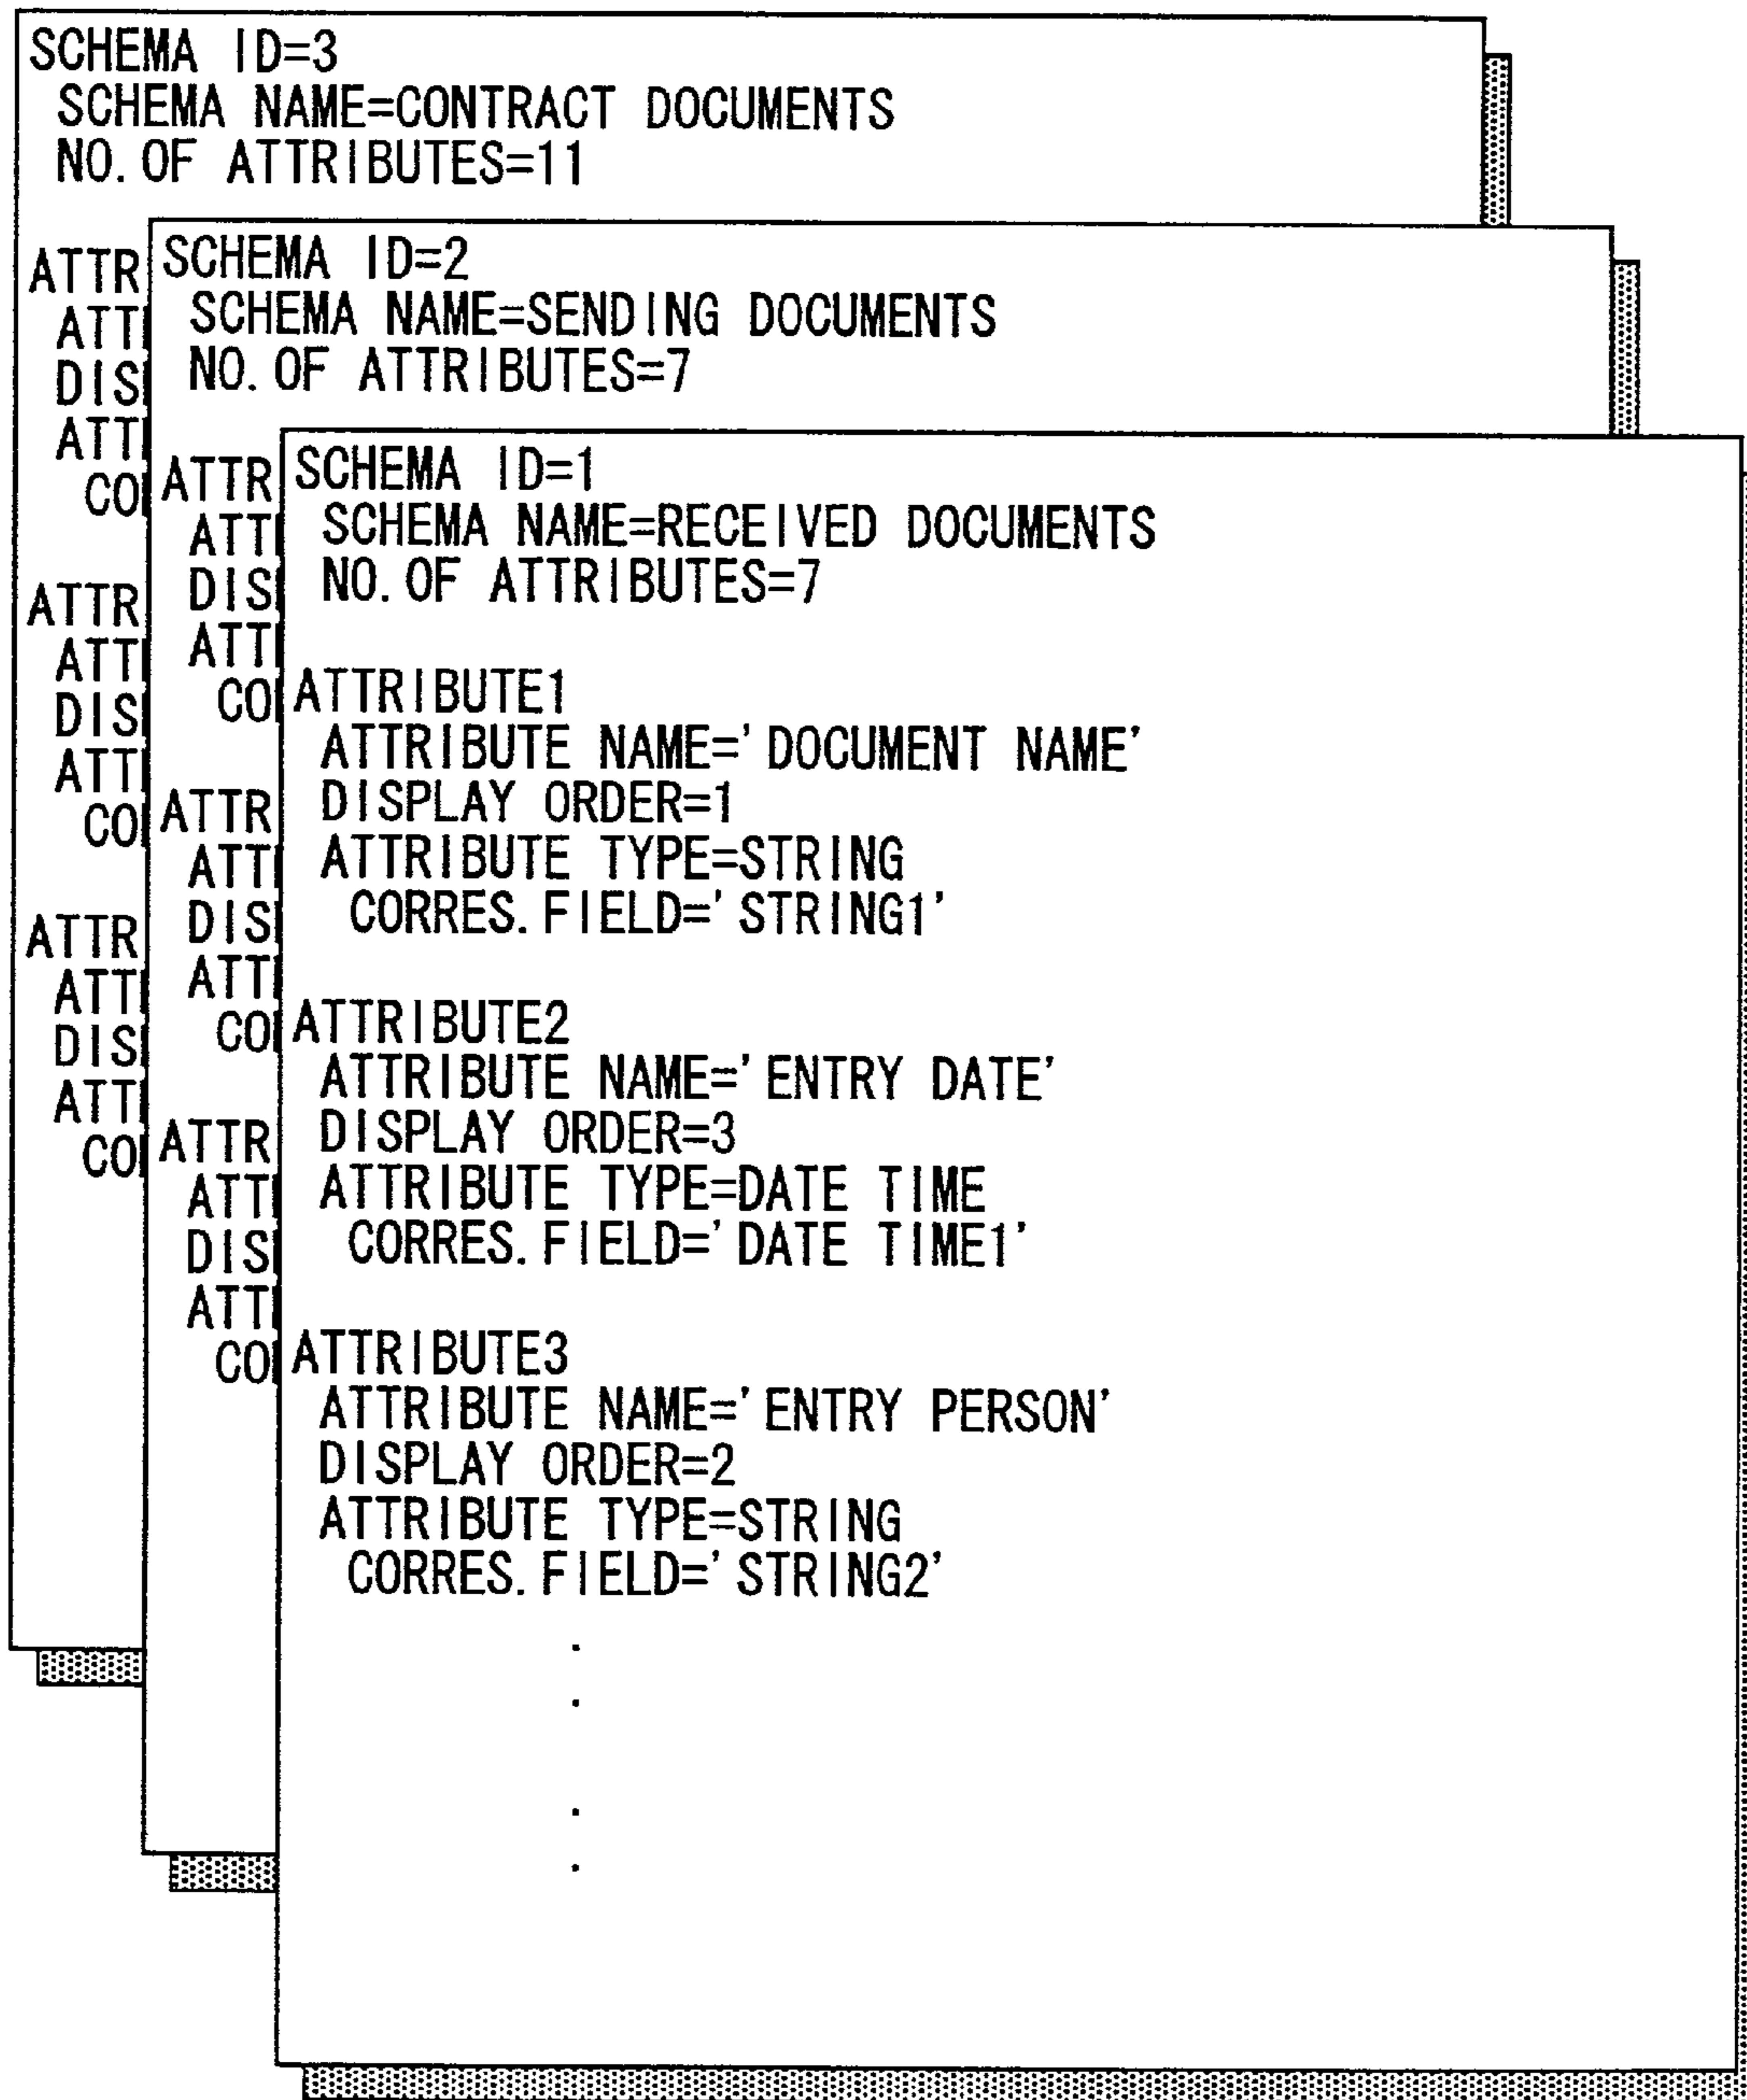 SCHEMA ID=3
SCHEMA NAME=CONTRACT DOCUMENTS
NO.OF ATTRIBUTES=11
SCHEMA ID=2
SCHEMA NAME=SENDING DOCUMENTS
NO.OF ATTRIBUTES=7
SCHEMA ID=1
SCHEMA NAME=RECEIVED DOCUMENTS
NO.OF ATTRIBUTES=7
ATTRIBUTE1
ATTRIBUTE NAME='DOCUMENT NAME'
DISPLAY ORDER=1
ATTRIBUTE TYPE=STRING
CORRES.FIELD='STRING1'
ATTRIBUTE2
ATTRIBUTE NAME='ENTRY DATE'
DISPLAY ORDER=3
ATTRIBUTE TYPE=DATE TIME
CORRES.FIELD='DATE TIME1'
ATTRIBUTE3
ATTRIBUTE NAME='ENTRY PERSON'
DISPLAY ORDER=2
ATTRIBUTE TYPE=STRING
CORRES.FIELD='STRING2'